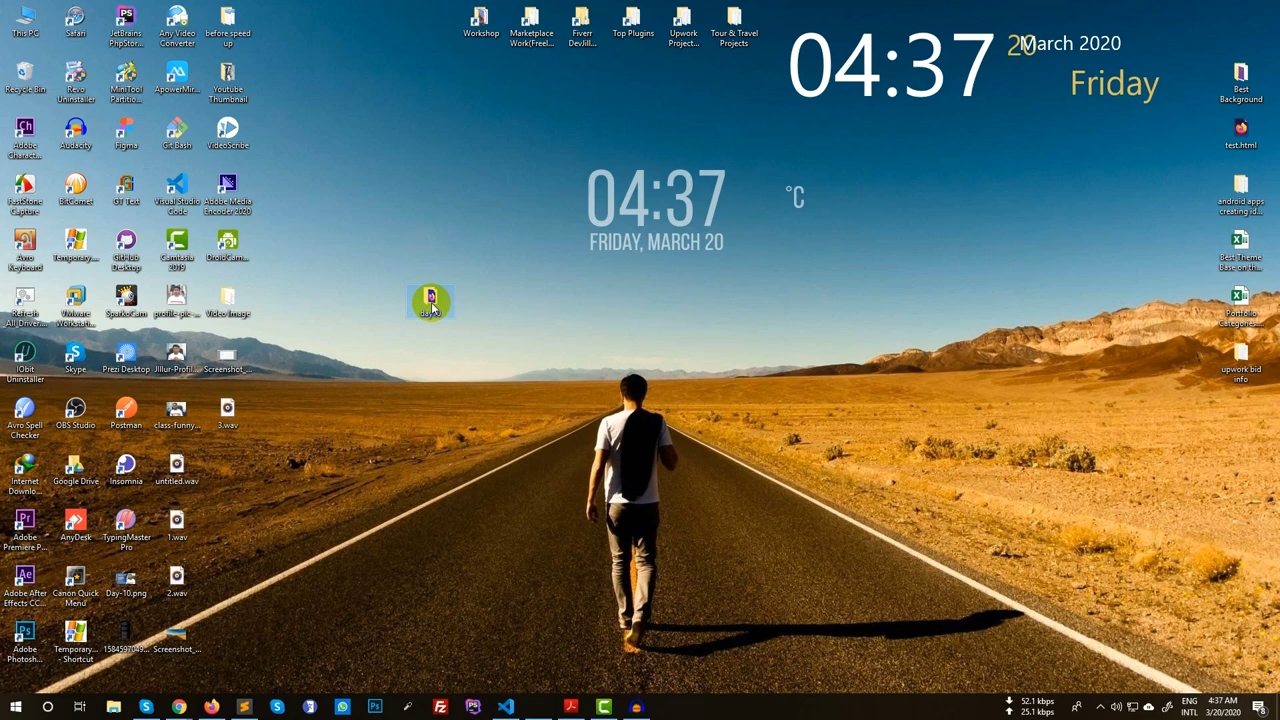 This PC
Safari
JetBrains
PhpStor...
Any Video
Converter
before speed
up
Workshop
Marketplace
Work(Freel...
Fiverr
DevJill...
Top Plugins
Upwork
Project...
Tour & Travel
Projects
04:37
20
March 2020
Friday
Recycle Bin
Revo
Uninstaller
MiniTool
Partitio...
ApowerMir...
Youtube
Thumbnail
Best
Background
Adobe
Charact...
Audacity
Figma
Git Bash
VideoScribe
test.html
04:37
°C
FRIDAY, MARCH 20
FastStone
Capture
BitComet
GT Text
Visual Studio
Code
Adobe Media
Encoder 2020
android apps
creating id...
Avro
Keyboard
Temporary....
GitHub
Desktop
Camtasia
2019
DroidCam...
Best Theme
Base on th...
Refresh
All_Driver....
VMware
Workstati...
SparkoCam
profile-pic-...
Video Image
Portfolio
Categories....
IObit
Uninstaller
Skype
Prezi Desktop
Jillur-Profil...
Screenshot_...
upwork bid
info
Avro Spell
Checker
OBS Studio
Postman
class-funny...
3.wav
Internet
Downlo...
Google Drive
Insomnia
untitled.wav
Adobe
Premiere P...
AnyDesk
TypingMaster
Pro
1.wav
Adobe After
Effects CC...
Canon Quick
Menu
Day-10.png
2.wav
Adobe
Photosh...
Temporary...
- Shortcut
1584597049...
Screenshot_...
52.1 kbps
25.1 kbps
ENG
INTL
4:37 AM
3/20/2020
8